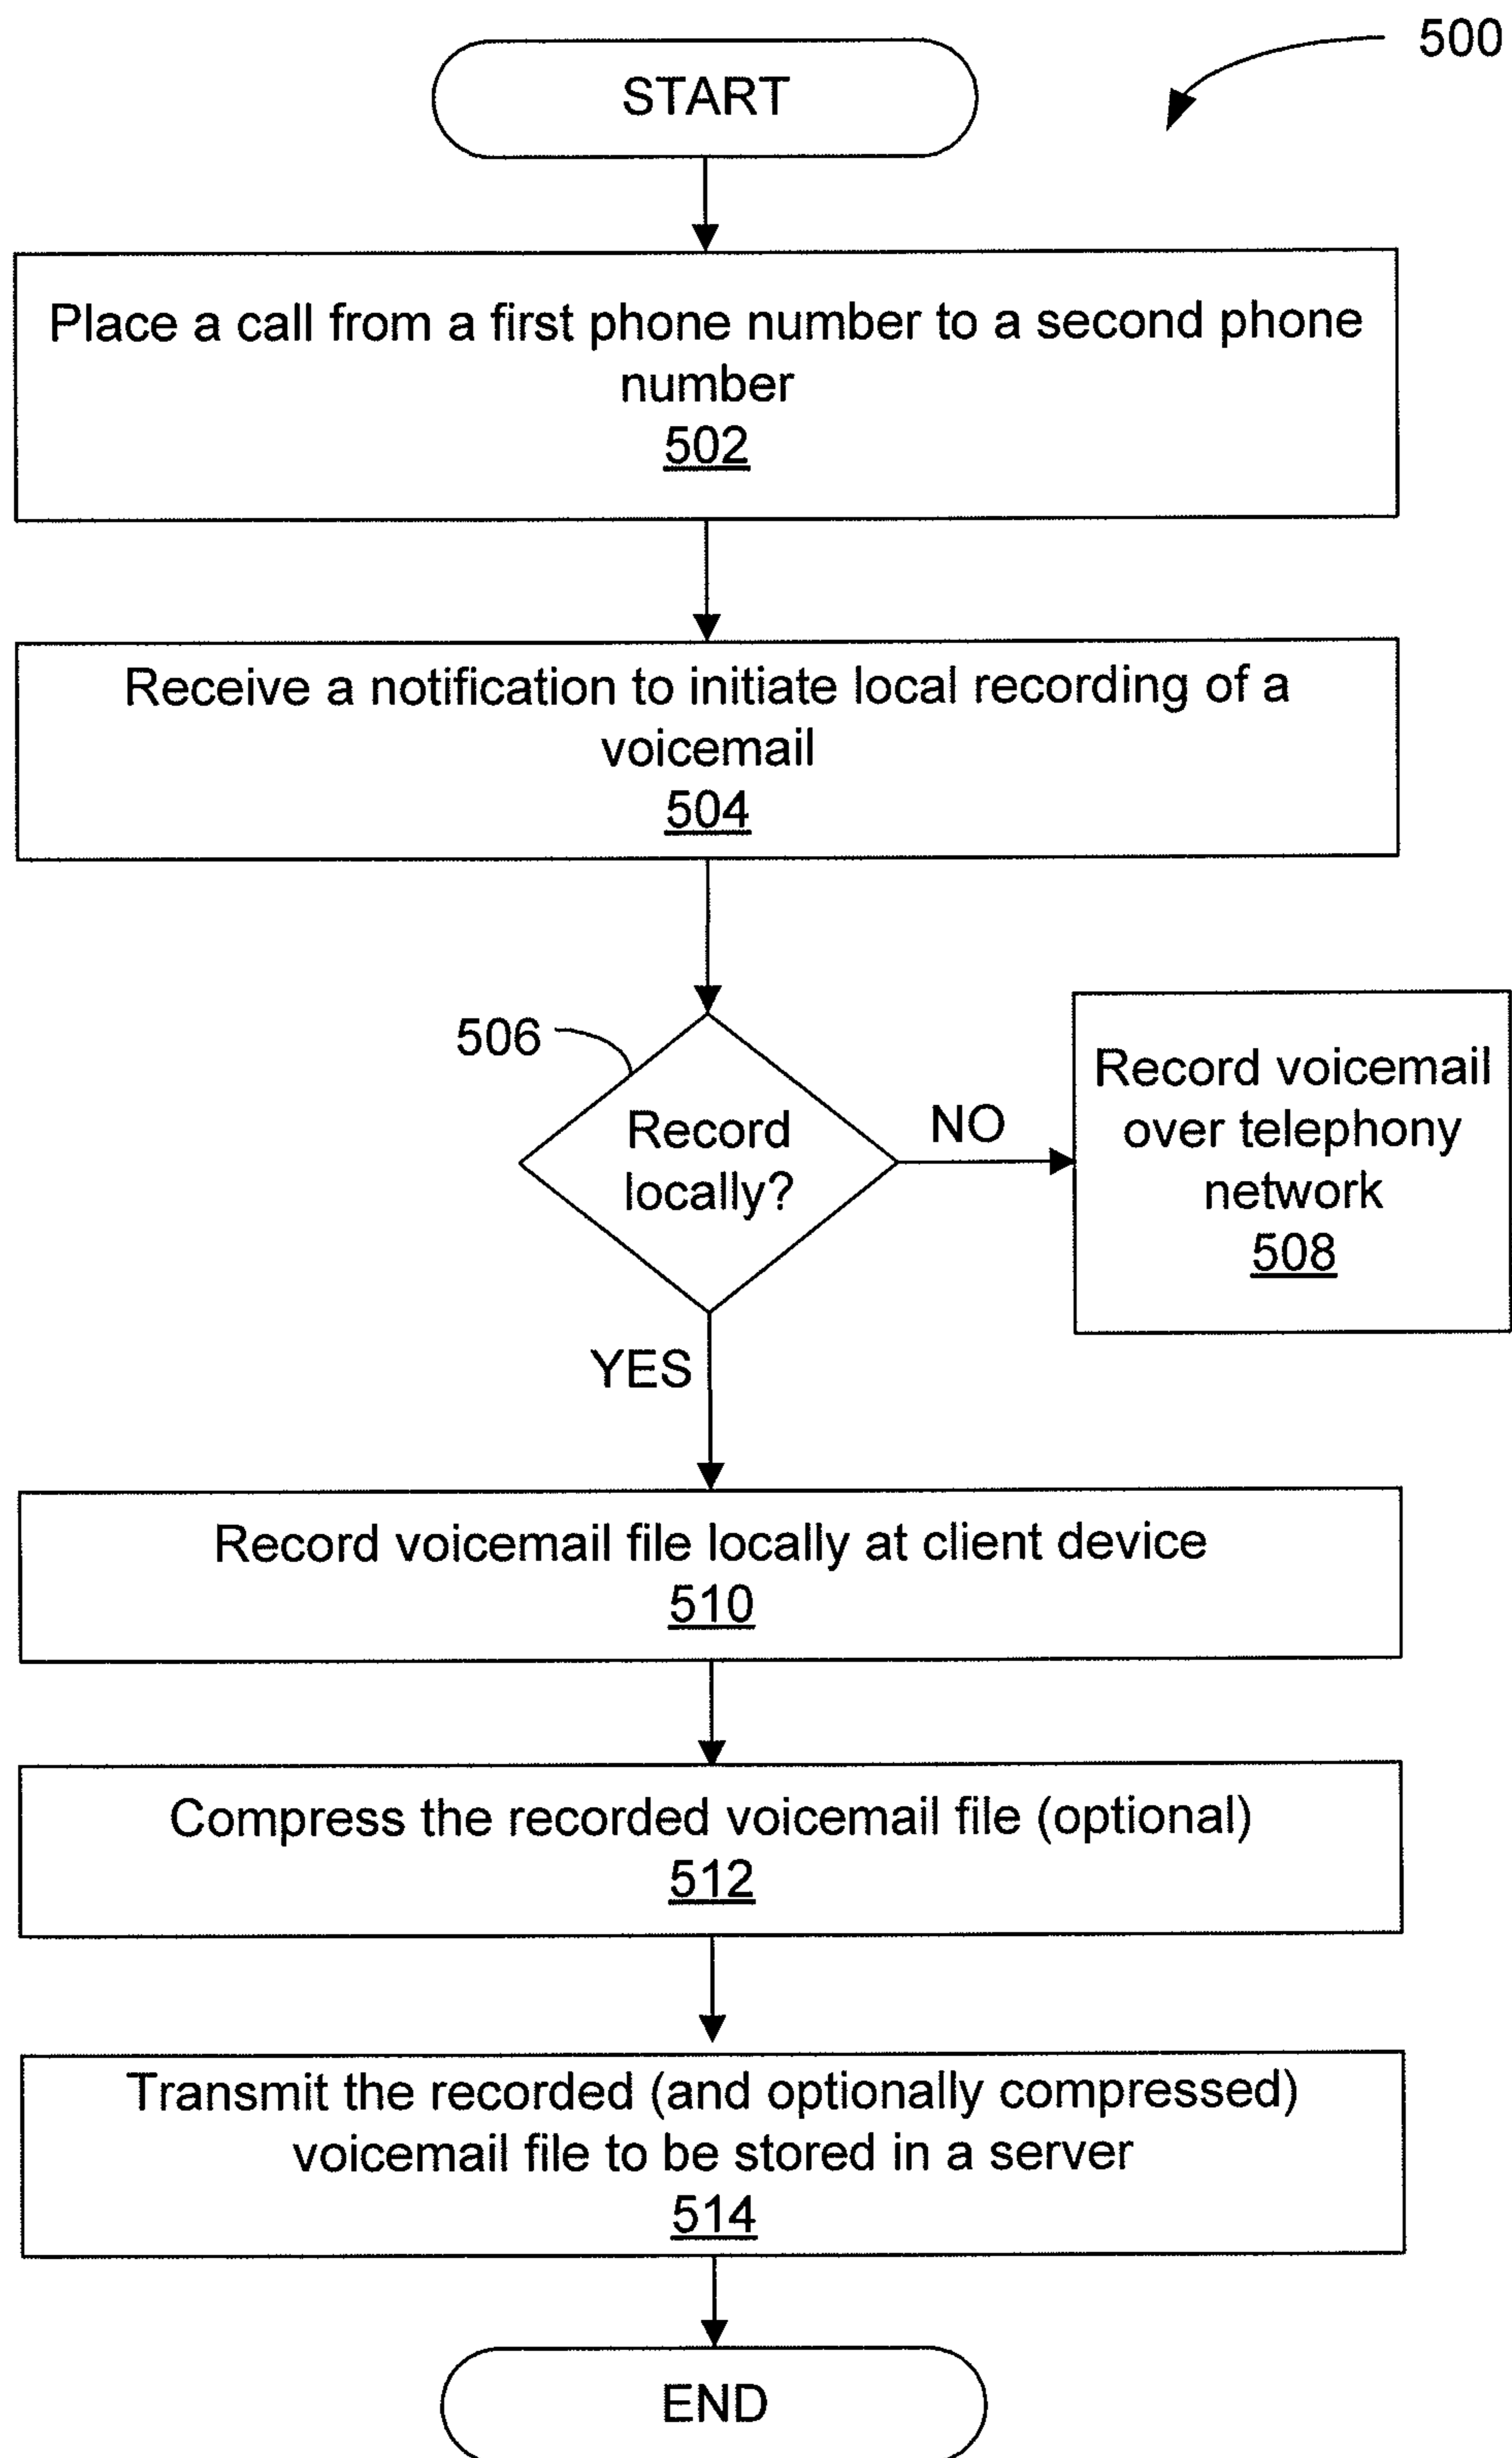 500
START
Place a call from a first phone number to a second phone
number
502
Receive a notification to initiate local recording of a
voicemail
504
506
Record
locally?
NO
Record voicemail
over telephony
network
508
YES
Record voicemail file locally at client device
510
Compress the recorded voicemail file (optional)
512
Transmit the recorded (and optionally compressed)
voicemail file to be stored in a server
514
END